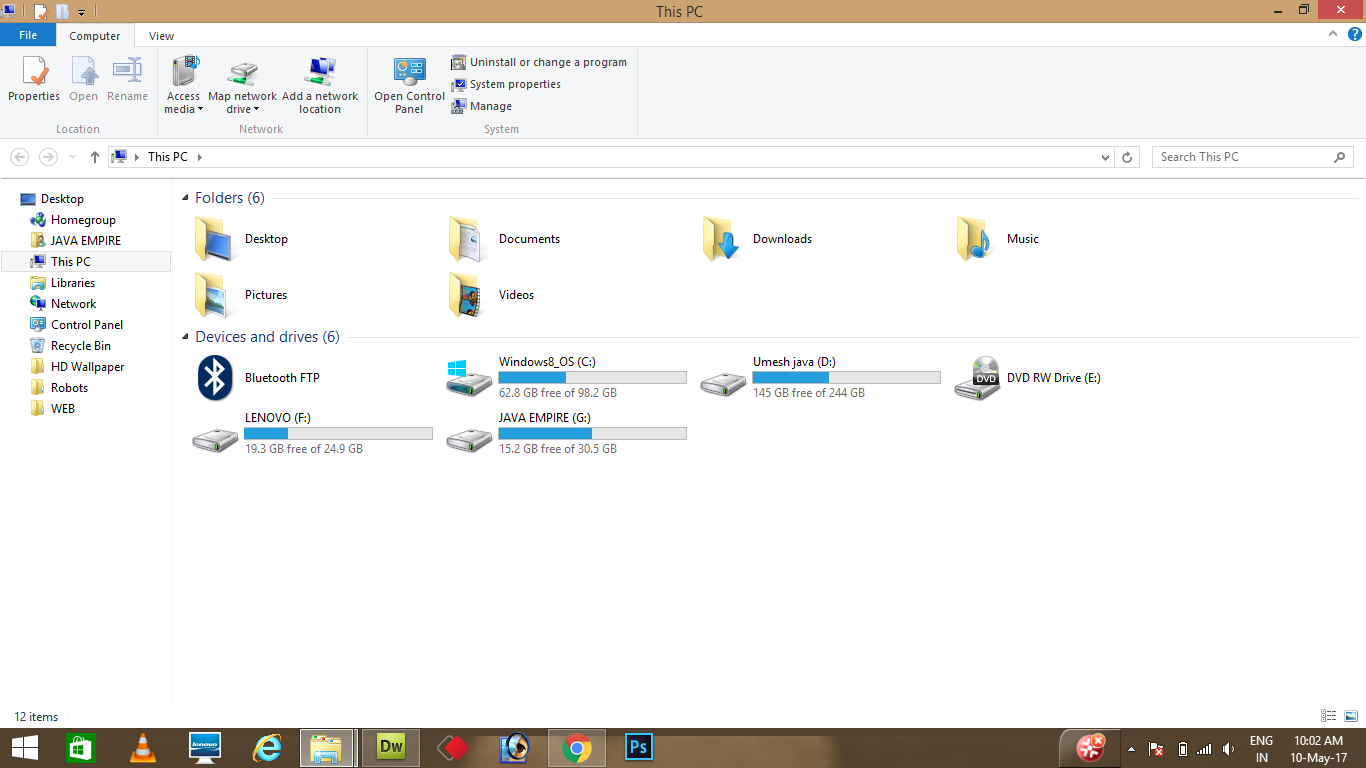 This PC
File
Computer
View
Properties
Open
Rename
Access media
Map network drive
Add a network location
Open Control Panel
Uninstall or change a program
System properties
Manage
Location
Network
System
This PC
Search This PC
Desktop
Homegroup
JAVA EMPIRE
This PC
Libraries
Network
Control Panel
Recycle Bin
HD Wallpaper
Robots
WEB
Folders (6)
Desktop
Documents
Downloads
Music
Pictures
Videos
Devices and drives (6)
Bluetooth FTP
Windows8_OS (C:)
62.8 GB free of 98.2 GB
Umesh java (D:)
145 GB free of 244 GB
DVD
DVD RW Drive (E:)
LENOVO (F:)
19.3 GB free of 24.9 GB
JAVA EMPIRE (G:)
15.2 GB free of 30.5 GB
12 items
lenovo
Dw
Ps
ENG
IN
10:02 AM
10-May-17